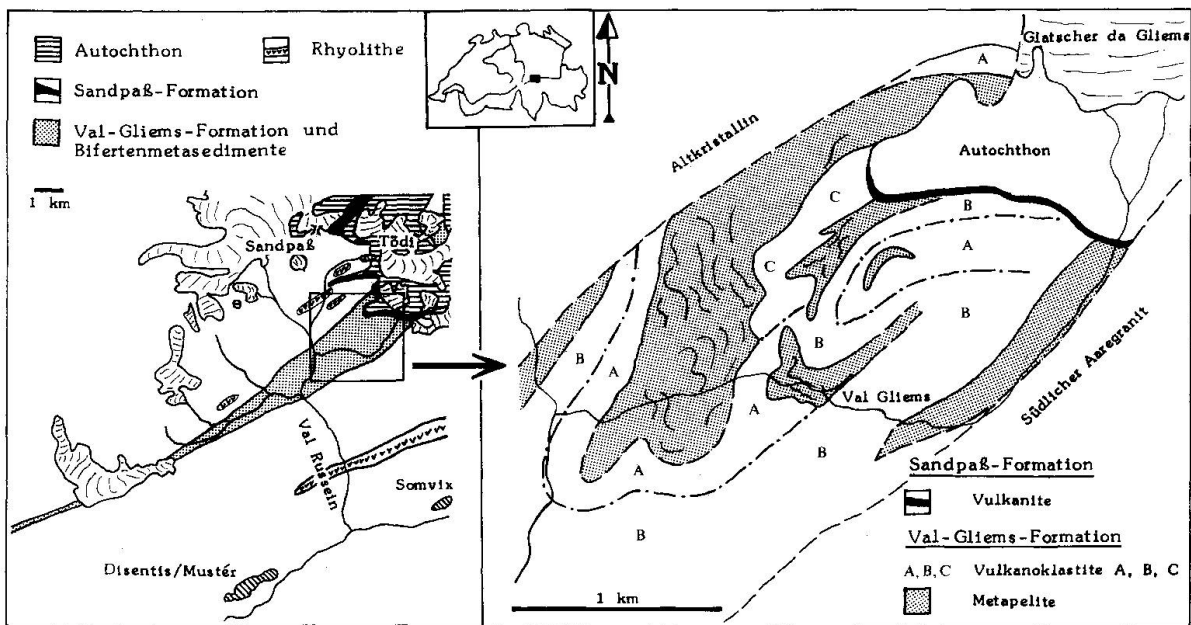 Autochthon
Rhyolithe
Sandpaß-Formation
Val-Gliems-Formation und
Bifertenmetasedimente
1 km
Sandpaß
Tödi
Val Russein
Somvix
Disentis/Mustér
N
Glatscher da Gliems
A
Altkristallin
Autochthon
C
B
A
C
B
B
B
A
Val Gliems
A
B
Südlicher Aaregranit
A
B
1 km
Sandpaß-Formation
Vulkanite
Val-Gliems-Formation
A, B, C Vulkanoklastite A, B, C
Metapelite